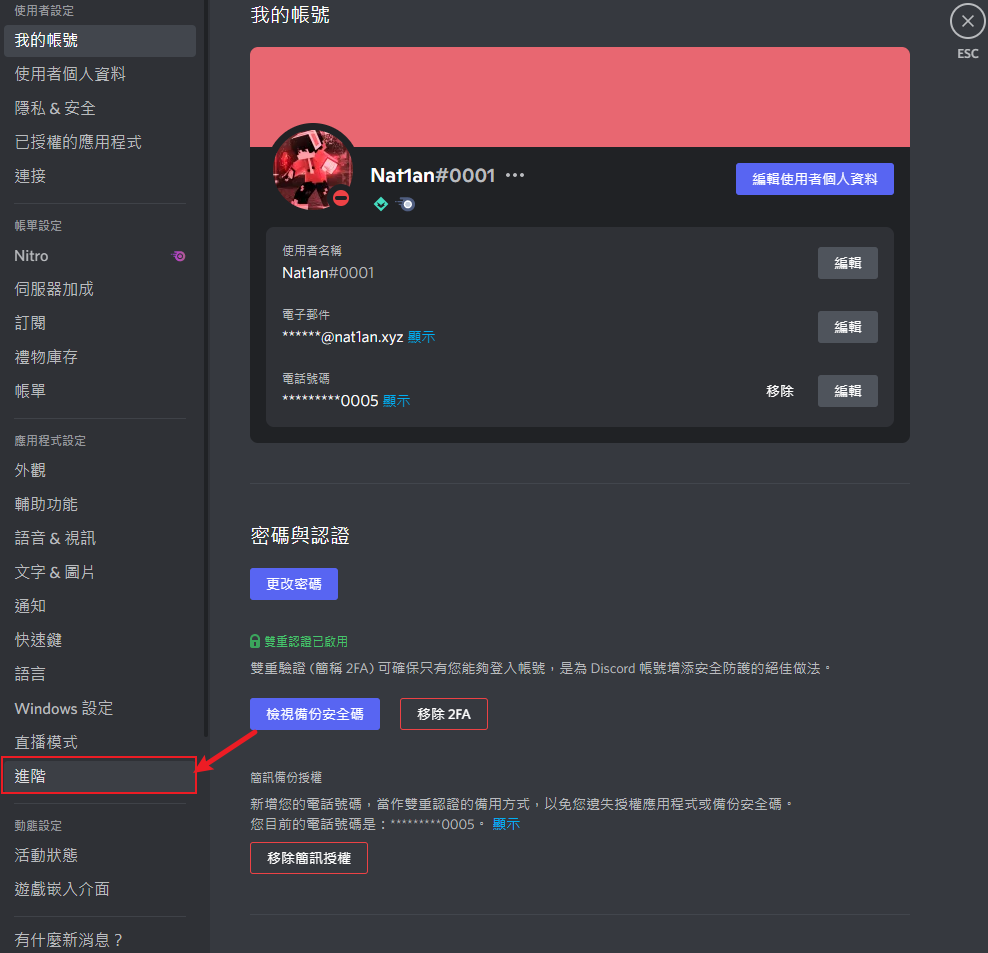 使用者設定
我的帳號
使用者個人資料
隱私 & 安全
已授權的應用程式
連接
帳單設定
Nitro
伺服器加成
訂閱
禮物庫存
帳單
應用程式設定
外觀
輔助功能
語音 & 視訊
文字 & 圖片
通知
快速鍵
語言
Windows 設定
直播模式
進階
動態設定
活動狀態
遊戲嵌入介面
有什麼新消息？
我的帳號
ESC
Nat1an#0001
編輯使用者個人資料
使用者名稱
Nat1an#0001
編輯
電子郵件
******@nat1an.xyz 顯示
編輯
電話號碼
*********0005 顯示
移除
編輯
密碼與認證
更改密碼
雙重認證已啟用
雙重驗證 (簡稱 2FA) 可確保只有您能夠登入帳號，是為 Discord 帳號增添安全防護的絕佳做法。
檢視備份安全碼
移除 2FA
簡訊備份授權
新增您的電話號碼，當作雙重認證的備用方式，以免您遺失授權應用程式或備份安全碼。
您目前的電話號碼是：*********0005。 顯示
移除簡訊授權